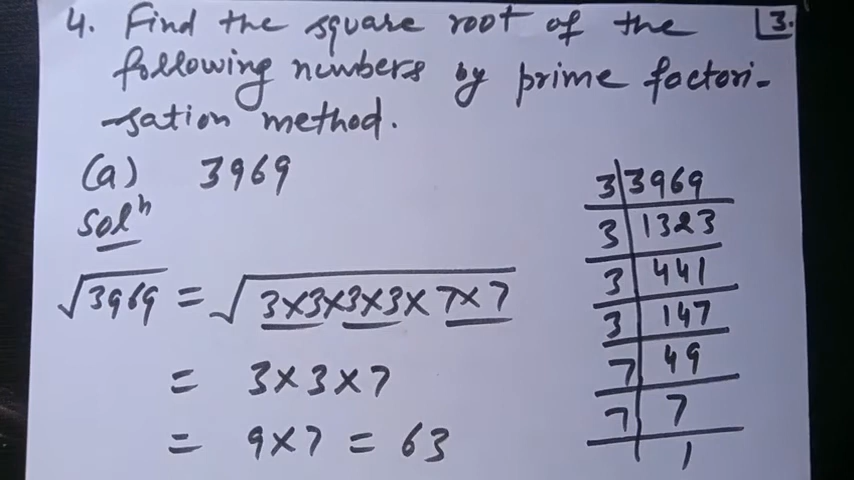 4. Find the square root of the
3.
following numbers by prime factori-
sation method.
(a) 3969
Solⁿ
√3969 = √3×3×3×3×7×7
= 3×3×7
= 9×7 = 63
3|3969
3|1323
3|441
3|147
7|49
7|7
|1